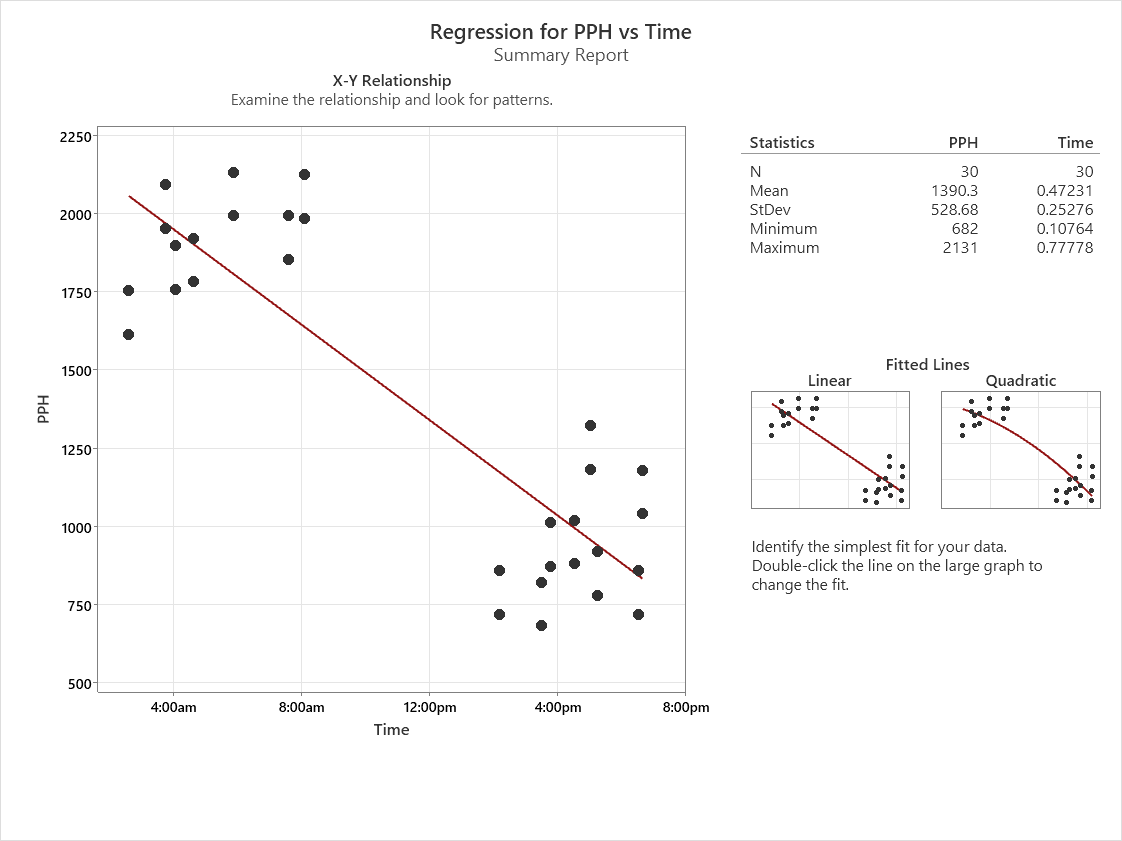 Regression for PPH vs Time
Summary Report
X-Y Relationship
Examine the relationship and look for patterns.
2250
2000
1750
1500
1250
1000
750
500
PPH
4:00am 8:00am 12:00pm 4:00pm 8:00pm
Time
Statistics PPH Time
N 30 30
Mean 1390.3 0.47231
StDev 528.68 0.25276
Minimum 682 0.10764
Maximum 2131 0.77778
Fitted Lines
Linear Quadratic
Identify the simplest fit for your data.
Double-click the line on the large graph to
change the fit.